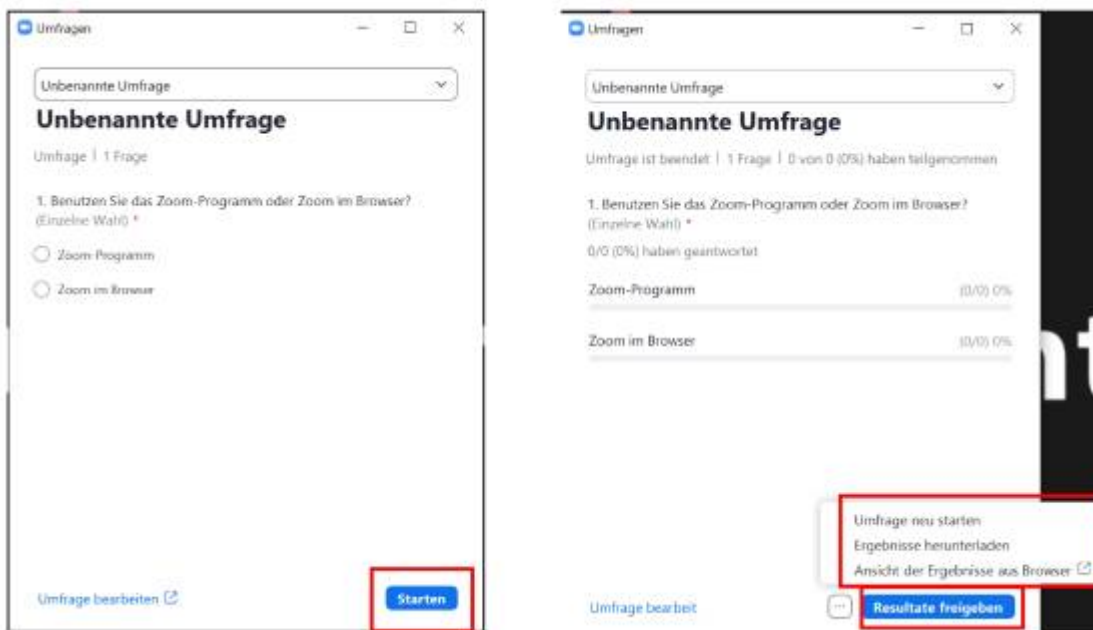 Umfragen
Unbenannte Umfrage
Unbenannte Umfrage
Umfrage | 1 Frage
1. Benutzen Sie das Zoom-Programm oder Zoom im Browser?
(Einzelne Wahl) *
Zoom-Programm
Zoom im Browser
Umfrage bearbeiten
Starten
Umfragen
Unbenannte Umfrage
Unbenannte Umfrage
Umfrage ist beendet | 1 Frage | 0 von 0 (0%) haben teilgenommen
1. Benutzen Sie das Zoom-Programm oder Zoom im Browser?
(Einzelne Wahl) *
0/0 (0%) haben geantwortet
Zoom-Programm (0/0) 0%
Zoom im Browser (0/0) 0%
nt
Umfrage neu starten
Ergebnisse herunterladen
Ansicht der Ergebnisse aus Browser
Umfrage bearbeit
Resultate freigeben